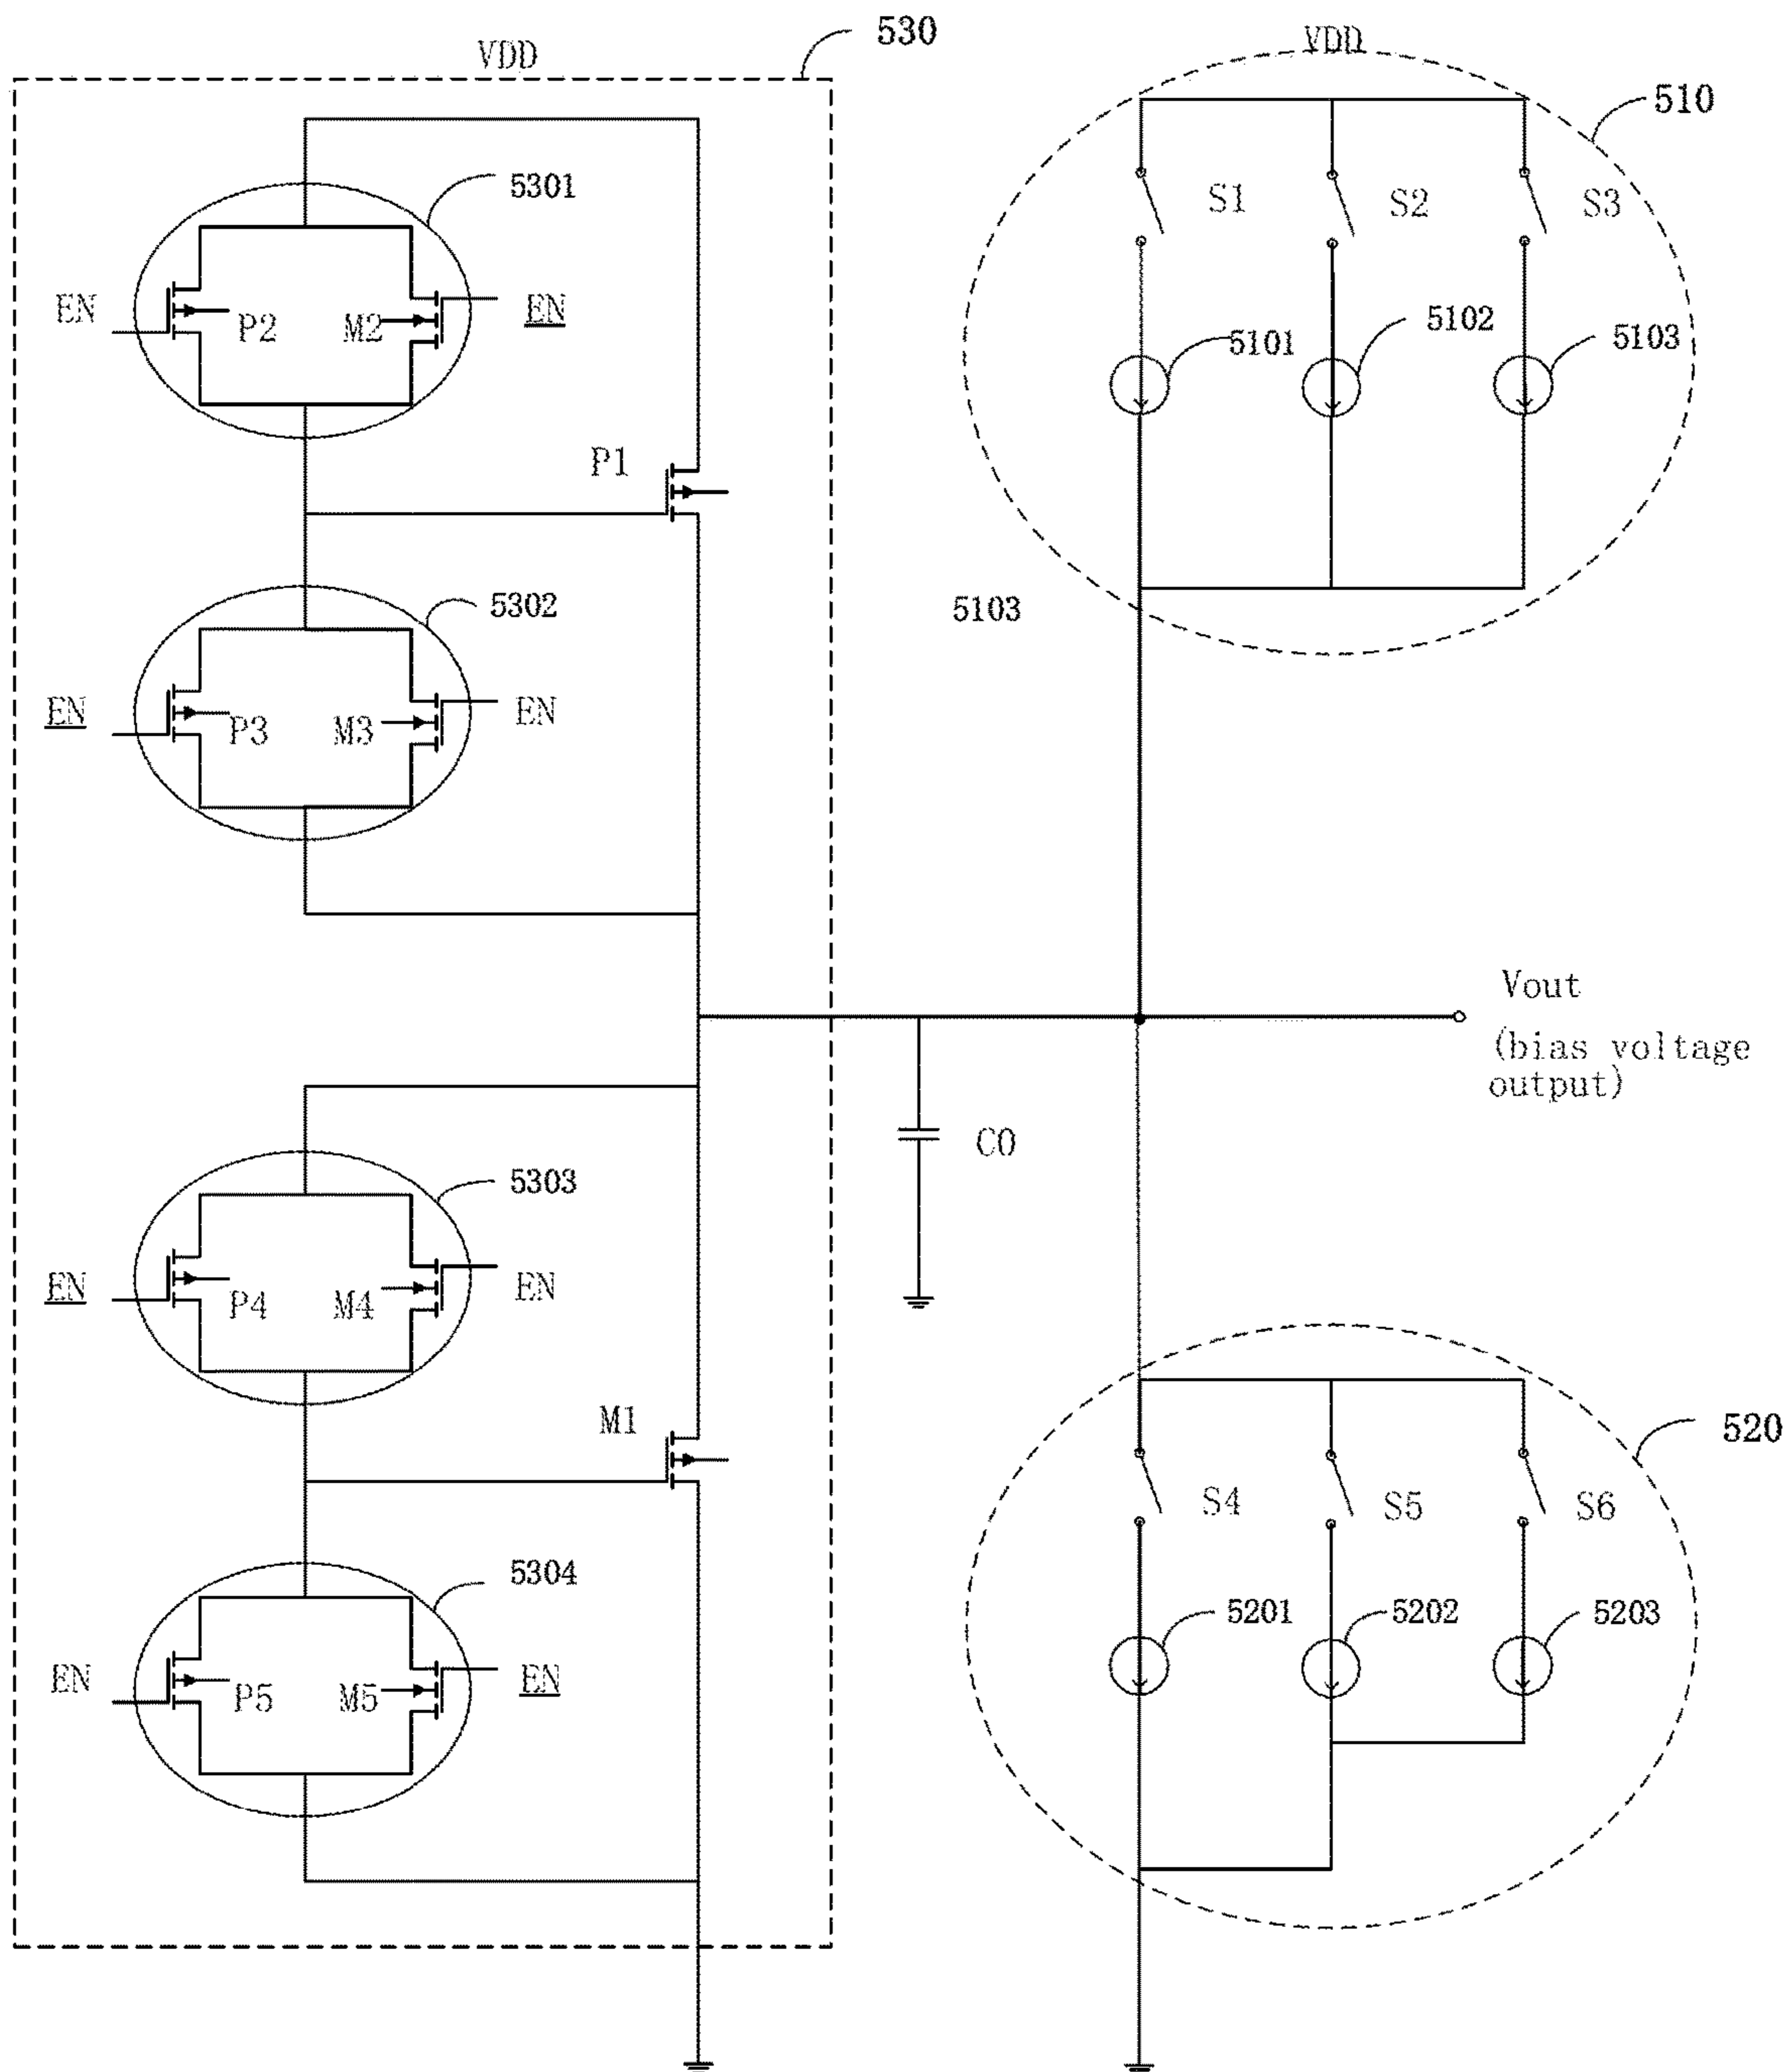 530
VDD
VDD
510
5301
S1
S2
S3
EN
P2
M2
EN
5101
5102
5103
P1
5302
5103
EN
P3
M3
EN
Vout
(bias voltage
output)
C0
5303
EN
P4
M4
EN
M1
520
S4
S5
S6
5304
5201
5202
5203
EN
P5
M5
EN